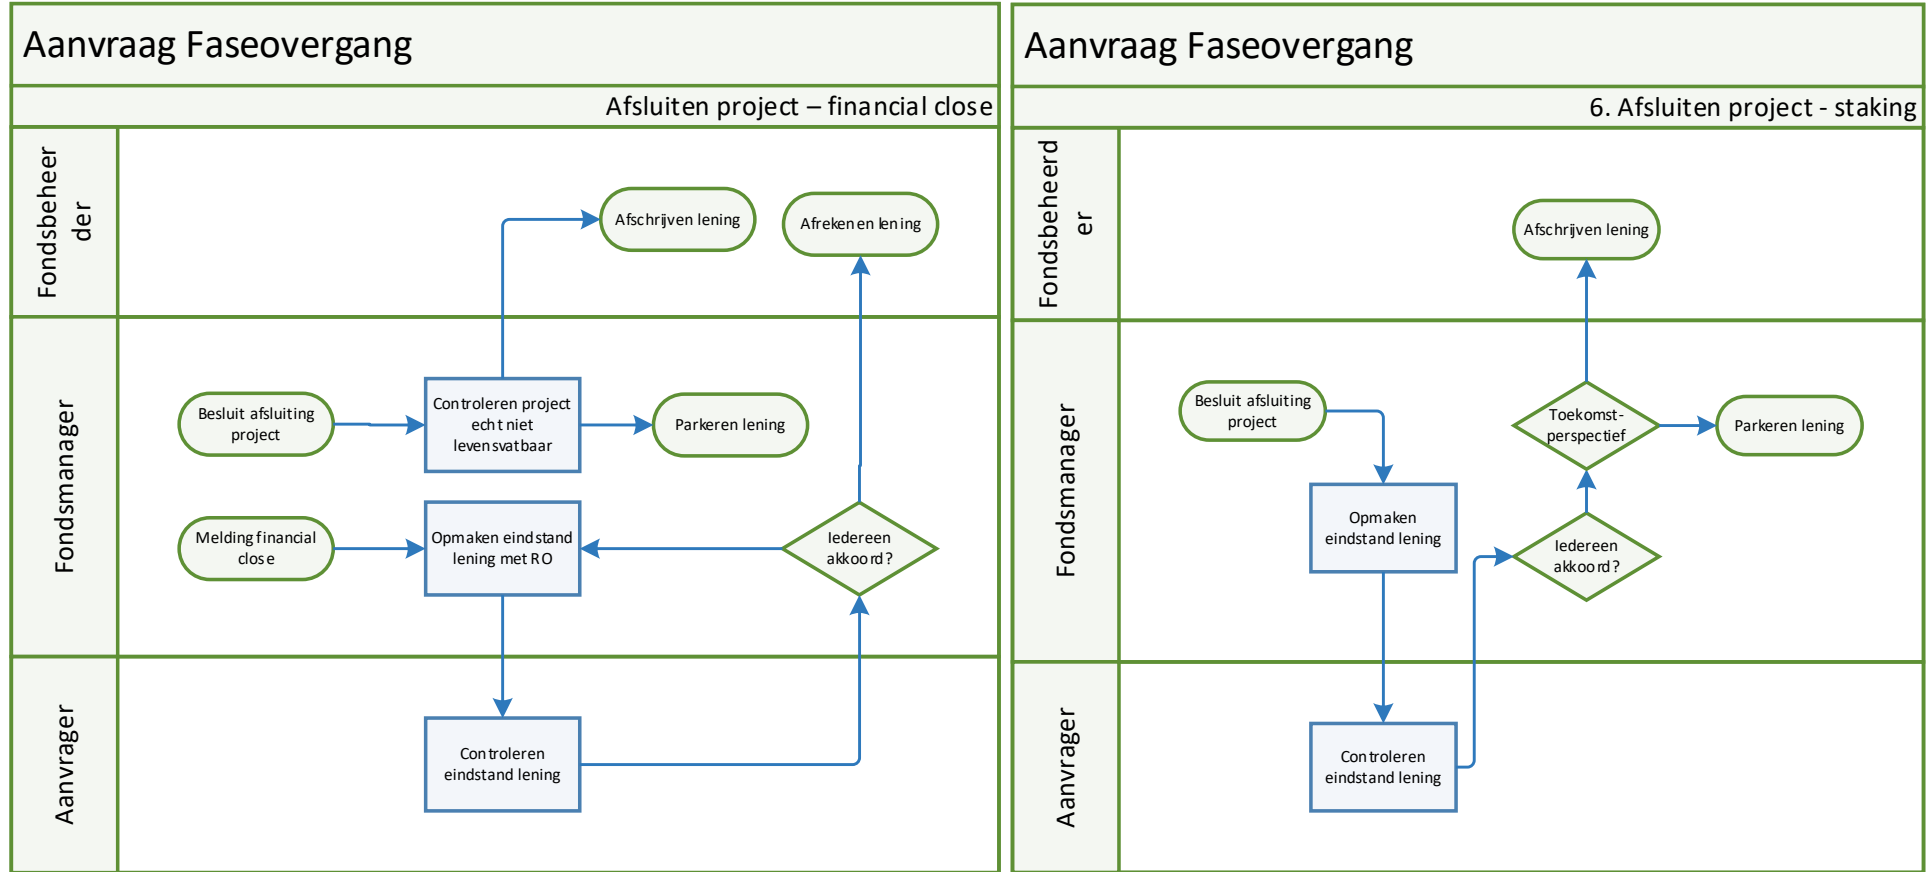 Aanvraag Faseovergang
Afsluiten project – financial close
Fondsbeheer
der
Afschrijven lening
Afrekenen lening
Fondsmanager
Besluit afsluiting
project
Controleren project
echt niet
levensvatbaar
Parkeren lening
Melding financial
close
Opmaken eindstand
lening met RO
Iedereen
akkoord?
Aanvrager
Controleren
eindstand lening
Aanvraag Faseovergang
6. Afsluiten project - staking
Fondsbeheerd
er
Afschrijven lening
Fondsmanager
Besluit afsluiting
project
Toekomst-
perspectief
Parkeren lening
Opmaken
eindstand lening
Iedereen
akkoord?
Aanvrager
Controleren
eindstand lening